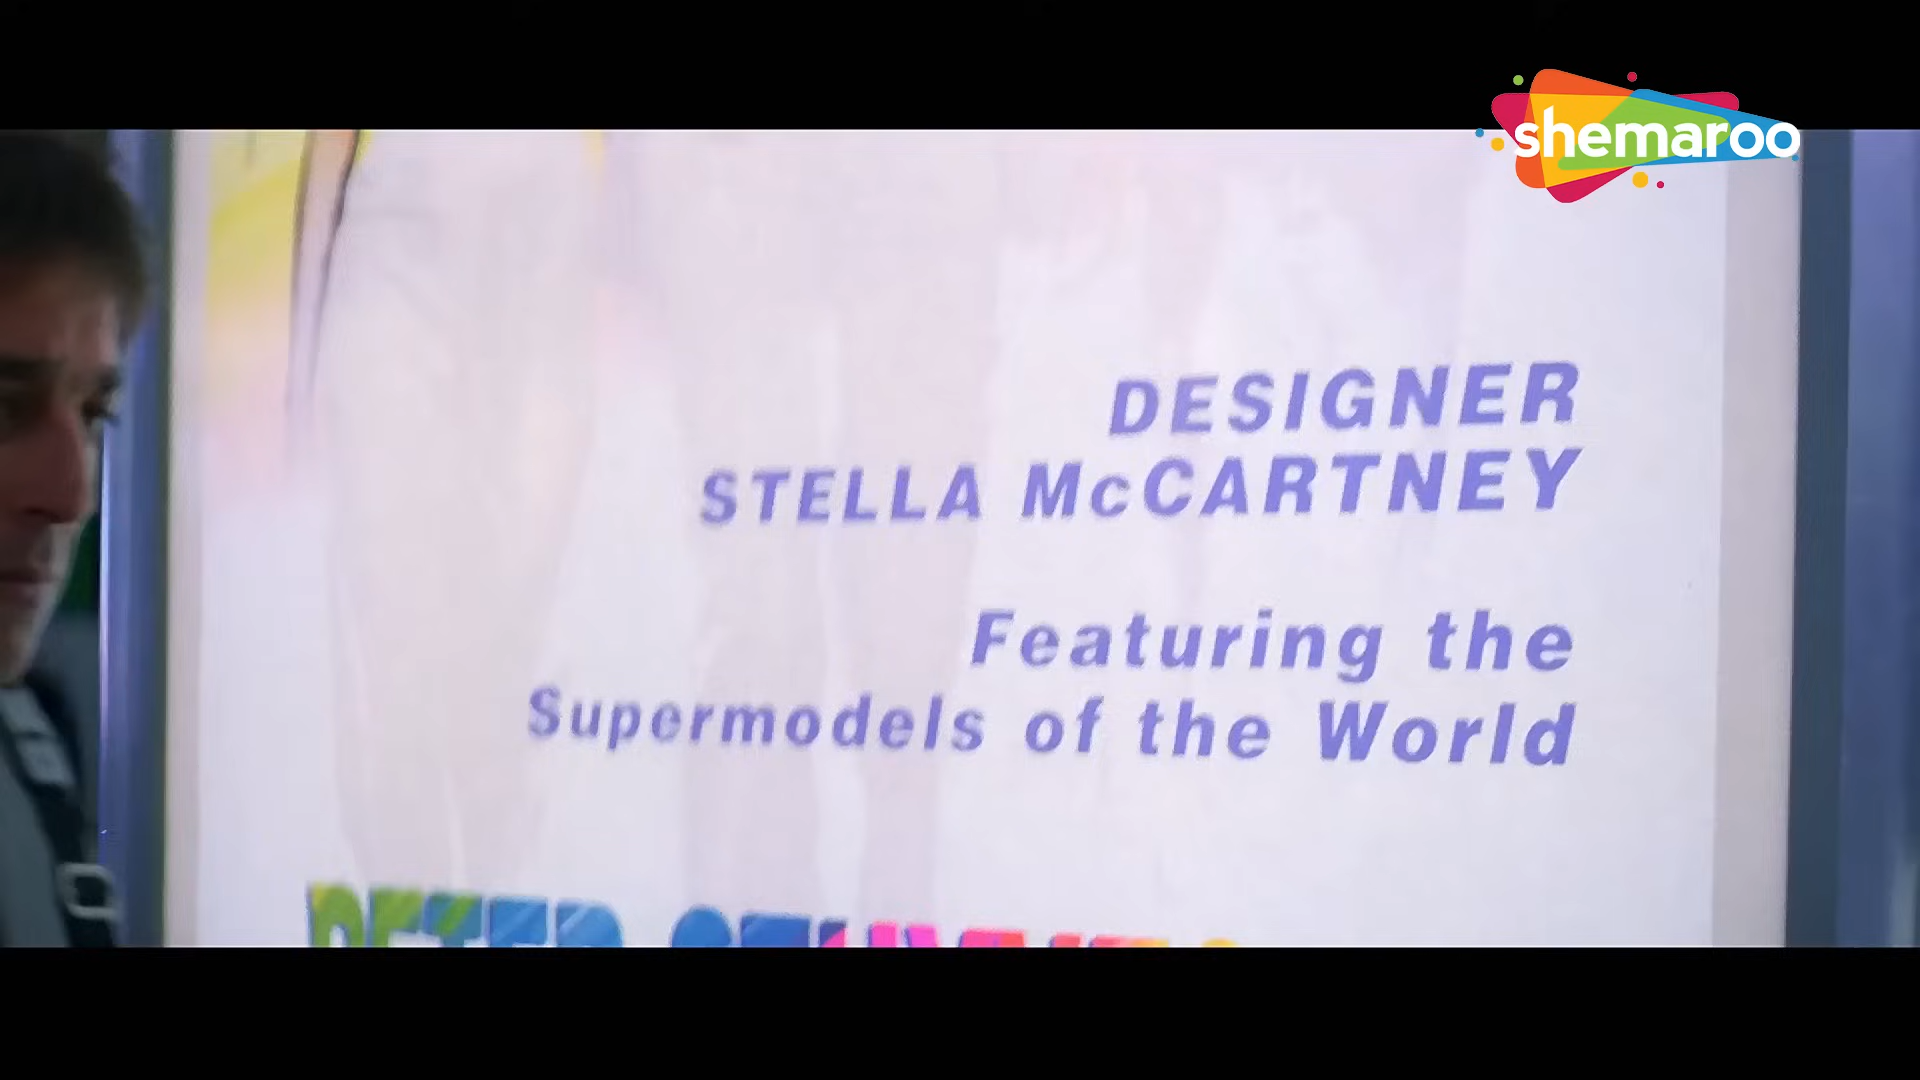 shemaroo
DESIGNER
STELLA McCARTNEY
Featuring the
Supermodels of the World